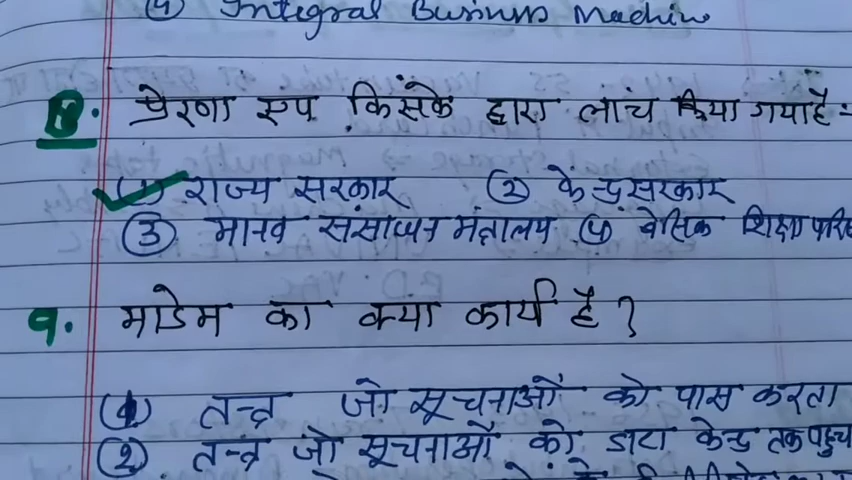 (4) Integral Business Machine
8. प्रेरणा एप किसके द्वारा लांच किया गया है :-
(1) राज्य सरकार (2) केन्द्र सरकार
(3) मानव संसाधन मंत्रालय (4) बेसिक शिक्षा परि
9. माडेम का क्या कार्य है ?
(1) तन्त्र जो सूचनाओं को पास करता
(2) तन्त्र जो सूचनाओं को डाटा केन्द्र तक पहुच